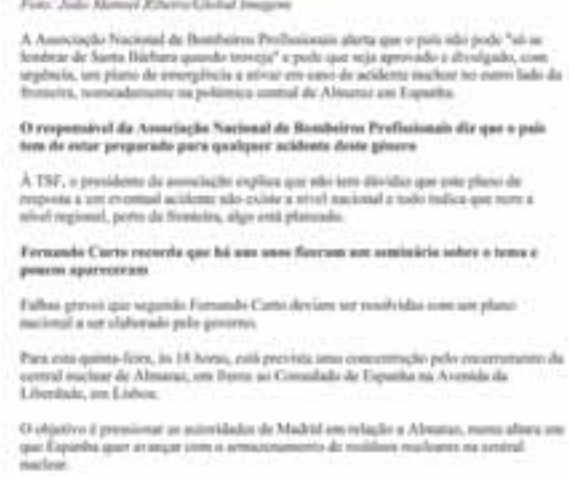 Foto: João Manuel Ribeiro/Global Imagens
A Associação Nacional de Bombeiros Profissionais alerta que o país não pode "só se
lembrar de Santa Bárbara quando troveja" e pede que seja aprovado e divulgado, com
urgência, um plano de emergência a ativar em caso de acidente nuclear no outro lado da
fronteira, nomeadamente na polémica central de Almaraz em Espanha.
O responsável da Associação Nacional de Bombeiros Profissionais diz que o país
tem de estar preparado para qualquer acidente deste género
À TSF, o presidente da associação explica que não tem dúvidas que este plano de
resposta a um eventual acidente não existe a nível nacional e tudo indica que nem a
nível regional, perto da fronteira, algo está planeado.
Fernando Curto recorda que há uns anos fizeram um seminário sobre o tema e
poucos apareceram
Falhas graves que segundo Fernando Curto deviam ser resolvidas com um plano
nacional a ser elaborado pelo governo.
Para esta quinta-feira, às 18 horas, está prevista uma concentração pelo encerramento da
central nuclear de Almaraz, em frente ao Consulado de Espanha na Avenida da
Liberdade, em Lisboa.
O objetivo é pressionar as autoridades de Madrid em relação a Almaraz, numa altura em
que Espanha quer avançar com o armazenamento de resíduos nucleares na central
nuclear.